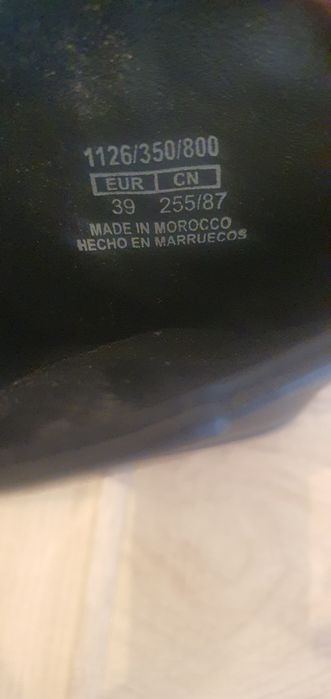 1126/350/800
EUR CN
39 255/87
MADE IN MOROCCO
HECHO EN MARRUECOS